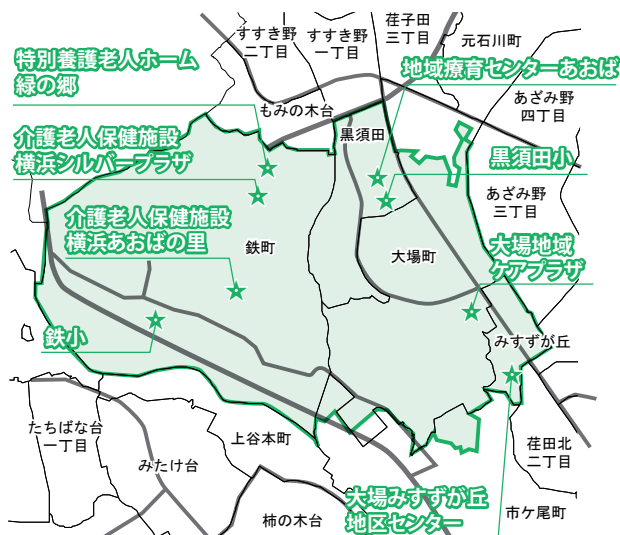 すすき野
二丁目
すすき野
一丁目
荏子田
三丁目
元石川町
特別養護老人ホーム
緑の郷
地域療育センターあおば
もみの木台
あざみ野
四丁目
介護老人保健施設
横浜シルバープラザ
黒須田
黒須田小
あざみ野
三丁目
介護老人保健施設
横浜あおばの里
鉄町
大場町
大場地域
ケアプラザ
鉄小
みすずが丘
たちばな台
一丁目
みたけ台
上谷本町
荏田北
二丁目
大場みすずが丘
地区センター
柿の木台
市ケ尾町